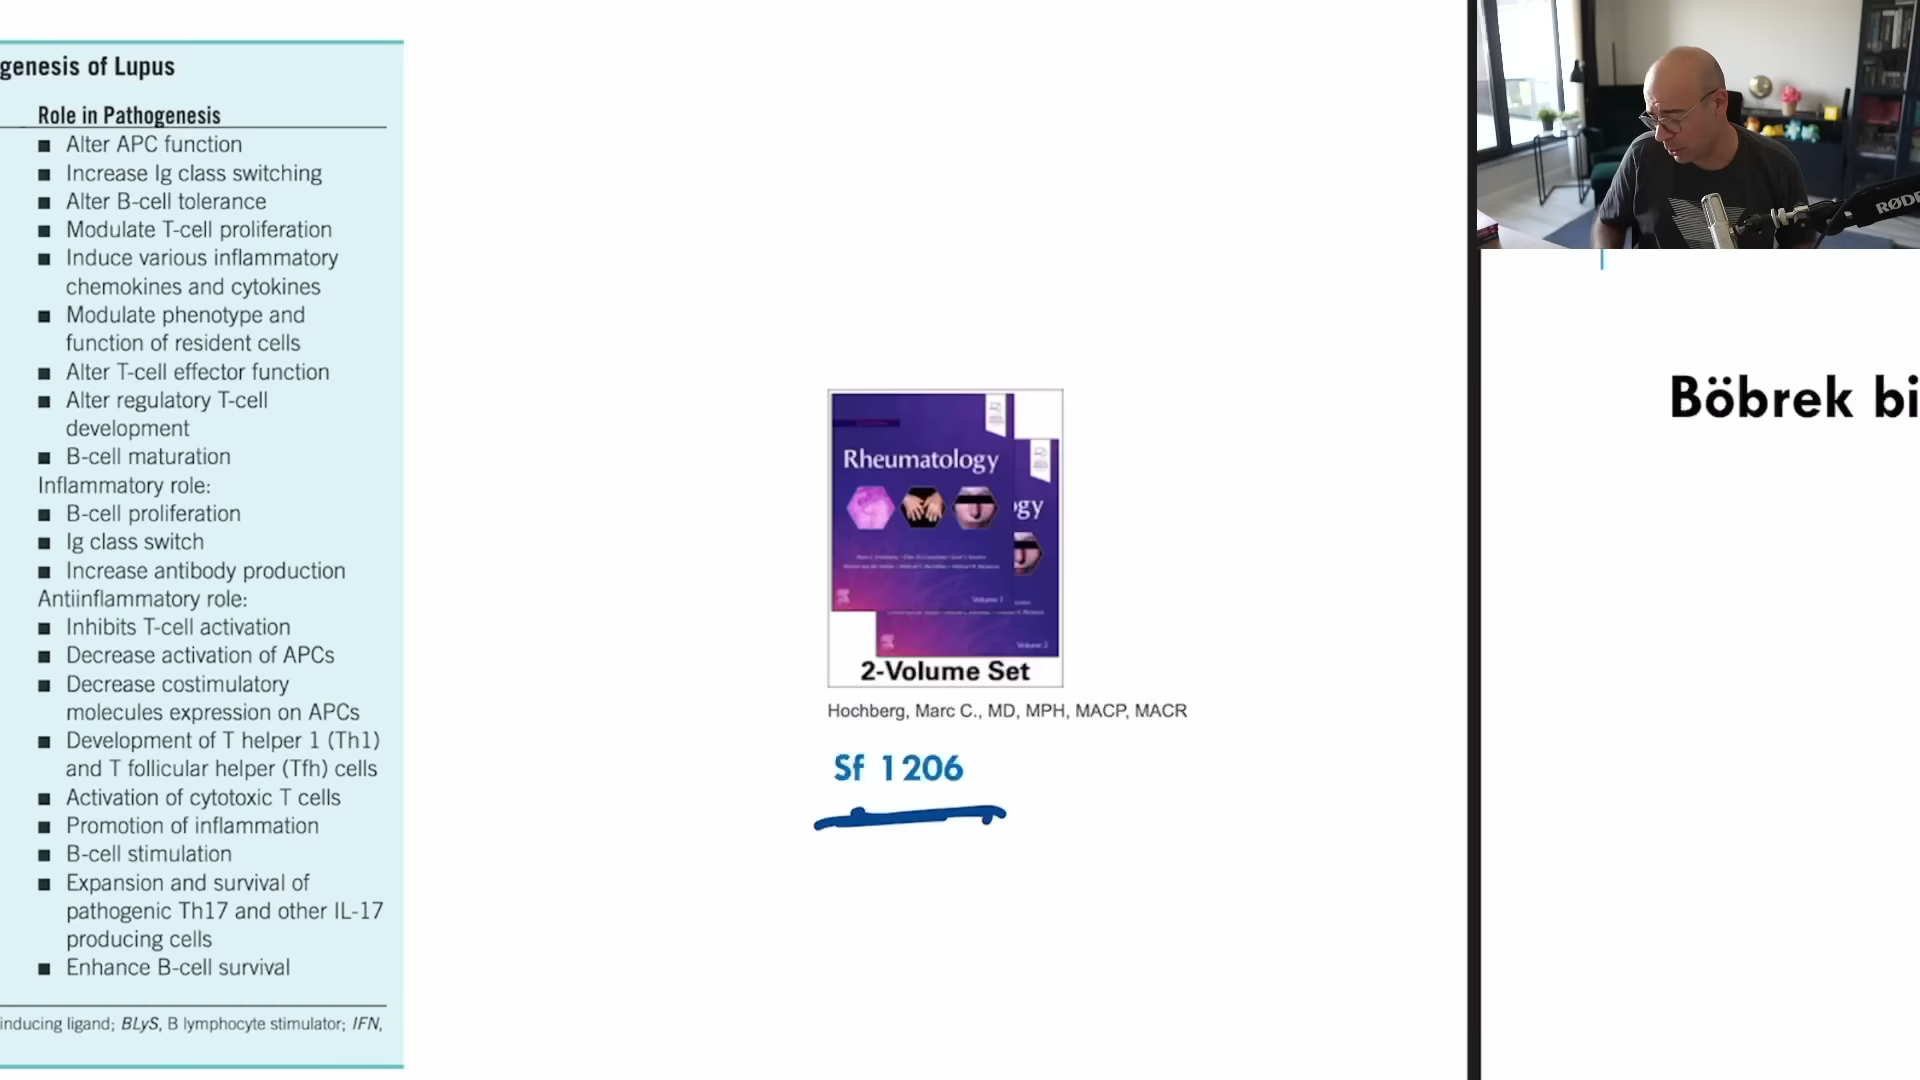 genesis of Lupus
Role in Pathogenesis
■ Alter APC function
■ Increase Ig class switching
■ Alter B-cell tolerance
■ Modulate T-cell proliferation
■ Induce various inflammatory
chemokines and cytokines
■ Modulate phenotype and
function of resident cells
■ Alter T-cell effector function
■ Alter regulatory T-cell
development
■ B-cell maturation
Inflammatory role:
■ B-cell proliferation
■ Ig class switch
■ Increase antibody production
Antiinflammatory role:
■ Inhibits T-cell activation
■ Decrease activation of APCs
■ Decrease costimulatory
molecules expression on APCs
■ Development of T helper 1 (Th1)
and T follicular helper (Tfh) cells
■ Activation of cytotoxic T cells
■ Promotion of inflammation
■ B-cell stimulation
■ Expansion and survival of
pathogenic Th17 and other IL-17
producing cells
■ Enhance B-cell survival
inducing ligand; BLyS, B lymphocyte stimulator; IFN,
Rheumatology
ogy
Volume 1
Volume 2
2-Volume Set
Hochberg, Marc C., MD, MPH, MACP, MACR
Sf 1206
RØDE
Böbrek bi